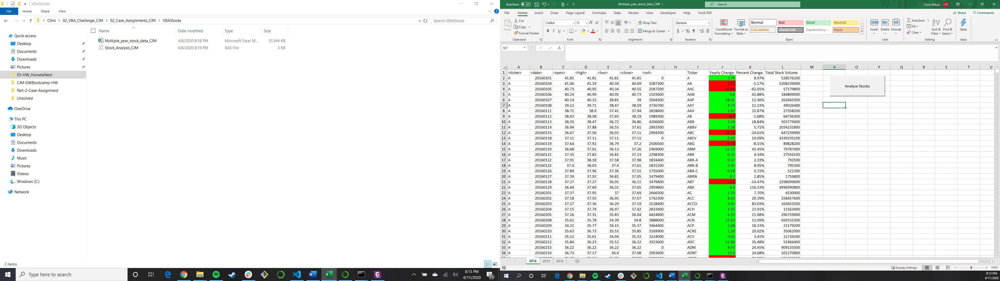 VBAStocks
File Home Share View
Chris > 02_VBA_Challenge_CJM > 02_Case_Assignments_CJM > VBAStocks
Search VBAStocks
Name Date modified Type Size
Multiple_year_stock_data_CJM 4/8/2020 8:18 PM Microsoft Excel M... 31,944 KB
Stock_Analysis_CJM 4/8/2020 8:19 PM BAS File 3 KB
Quick access
Desktop
Documents
Downloads
Pictures
03-HW_HornetsNest
CJM-GWBootcamp-HW
Part-2-Case-Assignment
Unsolved
OneDrive
This PC
3D Objects
Desktop
Documents
Downloads
Music
Pictures
Videos
Windows (C:)
Network
2 items
Type here to search
8:13 PM
4/11/2020
25
AutoSave Off
Multiple_year_stock_data_CJM
Search
Chris Mikus CM
File Home Insert Draw Page Layout Formulas Data Review View Developer Help Foxit PDF Share Comments
Paste Cut Copy Format Painter Clipboard
Calibri 12 B I U Font
Wrap Text Merge & Center Alignment
General $ % Number
Conditional Formatting Format as Table
Normal Bad Good Neutral
Calculation Check Cell Explanatory ... Input
Styles
Insert Delete Format Cells
AutoSum Fill Clear Sort & Filter Find & Select Editing
Ideas Ideas
N7 fx
A B C D E F G H I J K L M N O P Q R S T U
1 <ticker> <date> <open> <high> <low> <close> <vol> Ticker Yearly Change Percent Change Total Stock Volume
2 A 20160101 41.81 41.81 41.81 41.81 0 A 3.75 8.97% 528576200
3 A 20160104 41.06 41.19 40.34 40.69 3287300 AA -1.53 -5.17% 5208239000
4 A 20160105 40.73 40.95 40.34 40.55 2587200 AAC -11.82 -62.01% 57179800
5 A 20160106 40.24 40.99 40.05 40.73 2103600 AAN 9.6 42.88% 184809000
6 A 20160107 40.14 40.15 38.81 39 3504300 AAP 18.61 12.36% 262665300
7 A 20160108 39.22 39.71 38.47 38.59 3736700 AAT 4.73 12.33% 49026400
8 A 20160111 38.71 38.9 37.41 37.94 2818600 AAV 1.67 32.87% 27358200
9 A 20160112 38.43 38.58 37.65 38.19 1989300 AB -0.4 -1.68% 64736300
10 A 20160113 38.35 38.47 36.72 36.86 4206600 ABB 3.34 18.84% 503779400
11 A 20160114 36.94 37.88 36.55 37.61 2893300 ABBV 3.38 5.71% 2034231800
12 A 20160115 36.67 37.56 36.55 37.11 2994300 ABC -25.52 -24.61% 647239900
13 A 20160118 37.11 37.11 37.11 37.11 0 ABEV 0.45 10.09% 4199335100
14 A 20160119 37.64 37.92 36.79 37.2 2506500 ABG -5.74 -8.51% 89828200
15 A 20160120 36.68 37.61 36.13 37.26 2469000 ABM 12.37 43.45% 79787400
16 A 20160121 37.35 37.83 36.81 37.23 2298300 ABR 0.31 4.34% 27556100
17 A 20160122 37.91 38.18 37.58 37.98 1834400 ABR-A 0.57 2.33% 792500
18 A 20160125 37.4 38.03 37.4 37.61 1831200 ABR-B 2.02 8.95% 795300
19 A 20160126 37.89 37.96 37.36 37.51 1755000 ABR-C 0.18 0.72% 521300
20 A 20160127 37.39 37.92 36.81 37.05 1479400 ABRN 0.7 2.85% 1759800
21 A 20160128 37.27 37.27 36.01 36.11 3479400 ABT -6.5 -14.47% 2298099600
22 A 20160129 36.44 37.69 36.31 37.65 2959800 ABX 8.6 116.53% 4996990800
23 A 20160201 37.37 37.95 37 37.69 2666500 AC 2.35 7.70% 6530000
24 A 20160202 37.18 37.55 36.95 37.07 1742300 ACC 8.43 20.39% 258457600
25 A 20160203 37.27 37.36 36.29 37.19 2128400 ACCO 5.92 83.03% 163653100
26 A 20160204 37.15 37.79 36.97 37.42 2833400 ACH 1.97 23.91% 11563400
27 A 20160205 37.26 37.31 35.83 36.04 4424600 ACM 6.33 21.08% 296759000
28 A 20160208 35.61 35.78 34.39 34.8 3888600 ACN 12.63 12.09% 650155300
29 A 20160209 34.21 35.77 34.15 35.37 3464400 ACP 2.08 18.33% 21179200
30 A 20160210 35.63 36.73 35.53 35.85 3169900 ACRE 2.29 20.02% 35062000
31 A 20160211 35.12 35.61 34.94 35.33 3224000 ACV 0.62 3.41% 12734300
32 A 20160212 35.84 36.23 35.52 36.22 3923600 ADC 12.06 35.48% 51966400
33 A 20160215 36.22 36.22 36.22 36.22 0 ADM 8.97 24.45% 909133500
34 A 20160216 36.72 37.17 36.4 37.08 2903600 ADNT 11.6 24.68% 101270800
Analyze Stocks
2016 2015 2014
Display Settings 100%
8:13 PM
4/11/2020